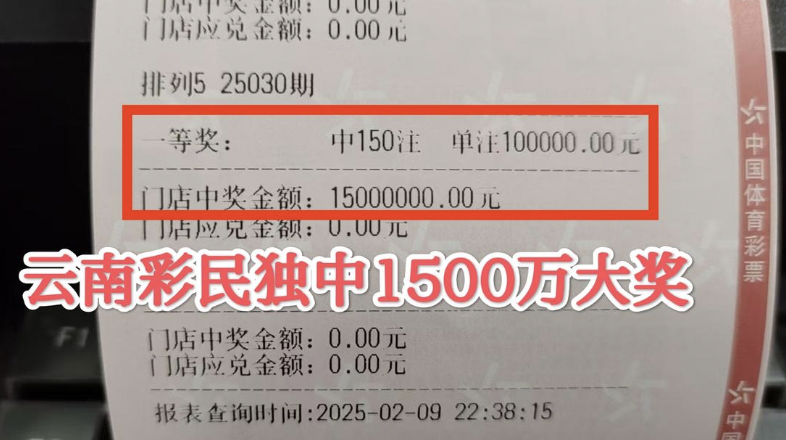 门店中奖金额: 0.00元
门店应兑金额: 0.00元
排列5 25030期
一等奖: 中150注 单注100000.00元
门店中奖金额: 15000000.00元
门店应兑金额: 0.00元
云南彩民独中1500万大奖
门店中奖金额: 0.00元
门店应兑金额: 0.00元
报表查询时间:2025-02-09 22:38:15
中国体育彩票
中国体育
F1